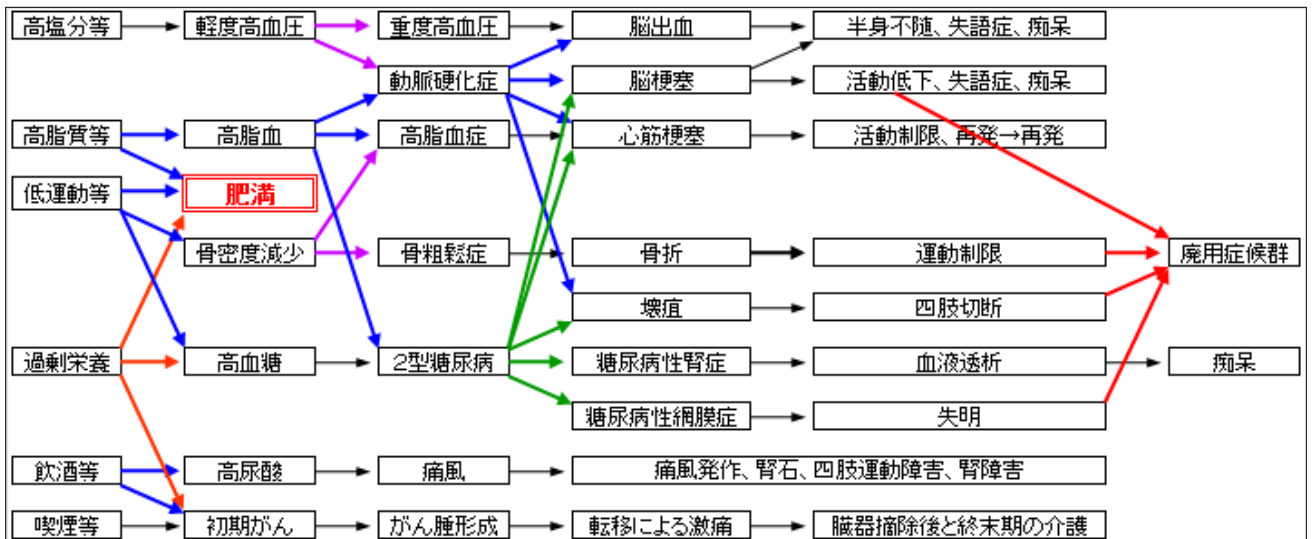 高塩分等 軽度高血圧 重度高血圧 脳出血 半身不随、失語症、痴呆
動脈硬化症 脳梗塞 活動低下、失語症、痴呆
高脂質等 高脂血 高脂血症 心筋梗塞 活動制限、再発→再発
低運動等 肥満
骨密度減少 骨粗鬆症 骨折 運動制限 廃用症候群
壊疽 四肢切断
過剰栄養 高血糖 2型糖尿病 糖尿病性腎症 血液透析 痴呆
糖尿病性網膜症 失明
飲酒等 高尿酸 痛風 痛風発作、腎石、四肢運動障害、腎障害
喫煙等 初期がん がん腫形成 転移による激痛 臓器摘除後と終末期の介護